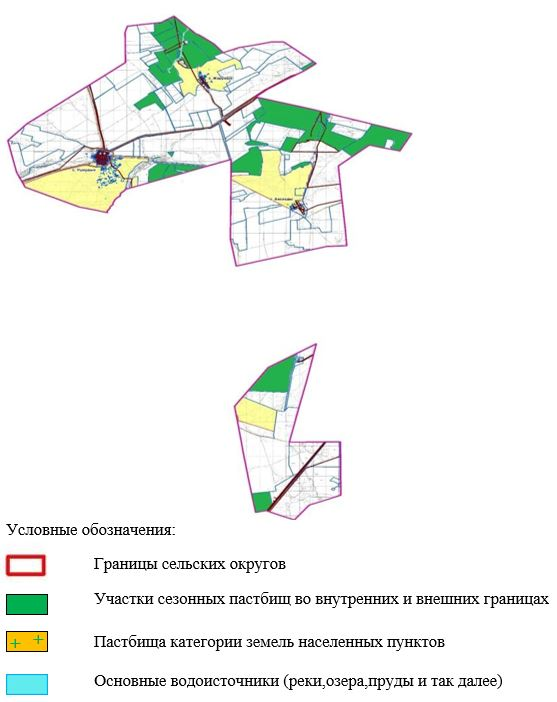 Условные обозначения:
Границы сельских округов
Участки сезонных пастбищ во внутренних и внешних границах
Пастбища категории земель населенных пунктов
Основные водоисточники (реки,озера,пруды и так далее)